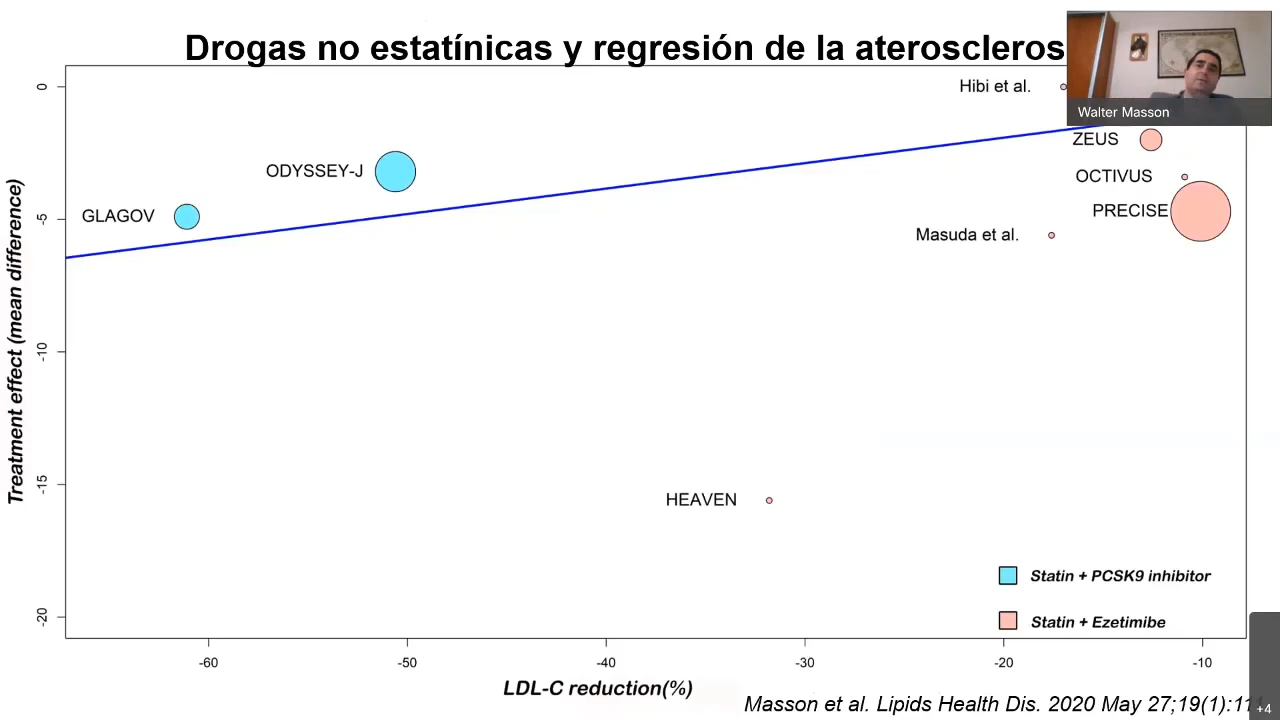 Drogas no estatínicas y regresión de la
Walter Masson
Hibi et al.
ZEUS
OCTIVUS
PRECISE
Masuda et al.
ODYSSEY-J
GLAGOV
HEAVEN
Treatment effect (mean difference)
0
-5
-10
-15
-20
Statin + PCSK9 inhibitor
Statin + Ezetimibe
-60 -50 -40 -30 -20 -10
LDL-C reduction(%)
Masson et al. Lipids Health Dis. 2020 May 27;19(1):
+4